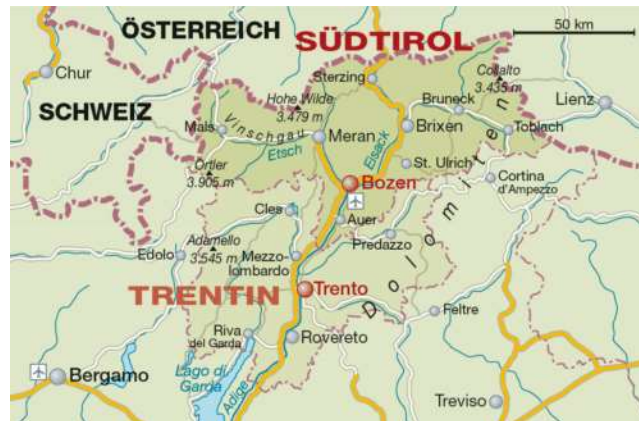 ÖSTERREICH
SÜDTIROL
50 km
Chur
Sterzing
Collalto
3.435 m
Hohe Wilde
3.479 m
Bruneck
Lienz
SCHWEIZ
Mals
Vinschgau
Meran
Brixen
Toblach
Etsch
Eisack
St. Ulrich
Ortler
3.905 m
Bozen
Cortina
d'Ampezzo
Cles
Auer
Dolomiten
Adamello
3.545 m
Edolo
Mezzo-
lombardo
Predazzo
TRENTIN
Trento
Feltre
Riva
del Garda
Rovereto
Lago di
Garda
Adige
Bergamo
Treviso